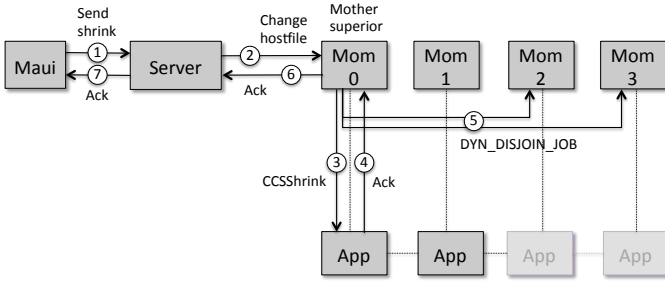 Send
shrink
1
Maui
7
Ack
Server
Change
hostfile
2
6
Ack
Mother
superior
Mom
0
Mom
1
Mom
2
Mom
3
5
DYN_DISJOIN_JOB
3
4
CCSShrink
Ack
App
App
App
App